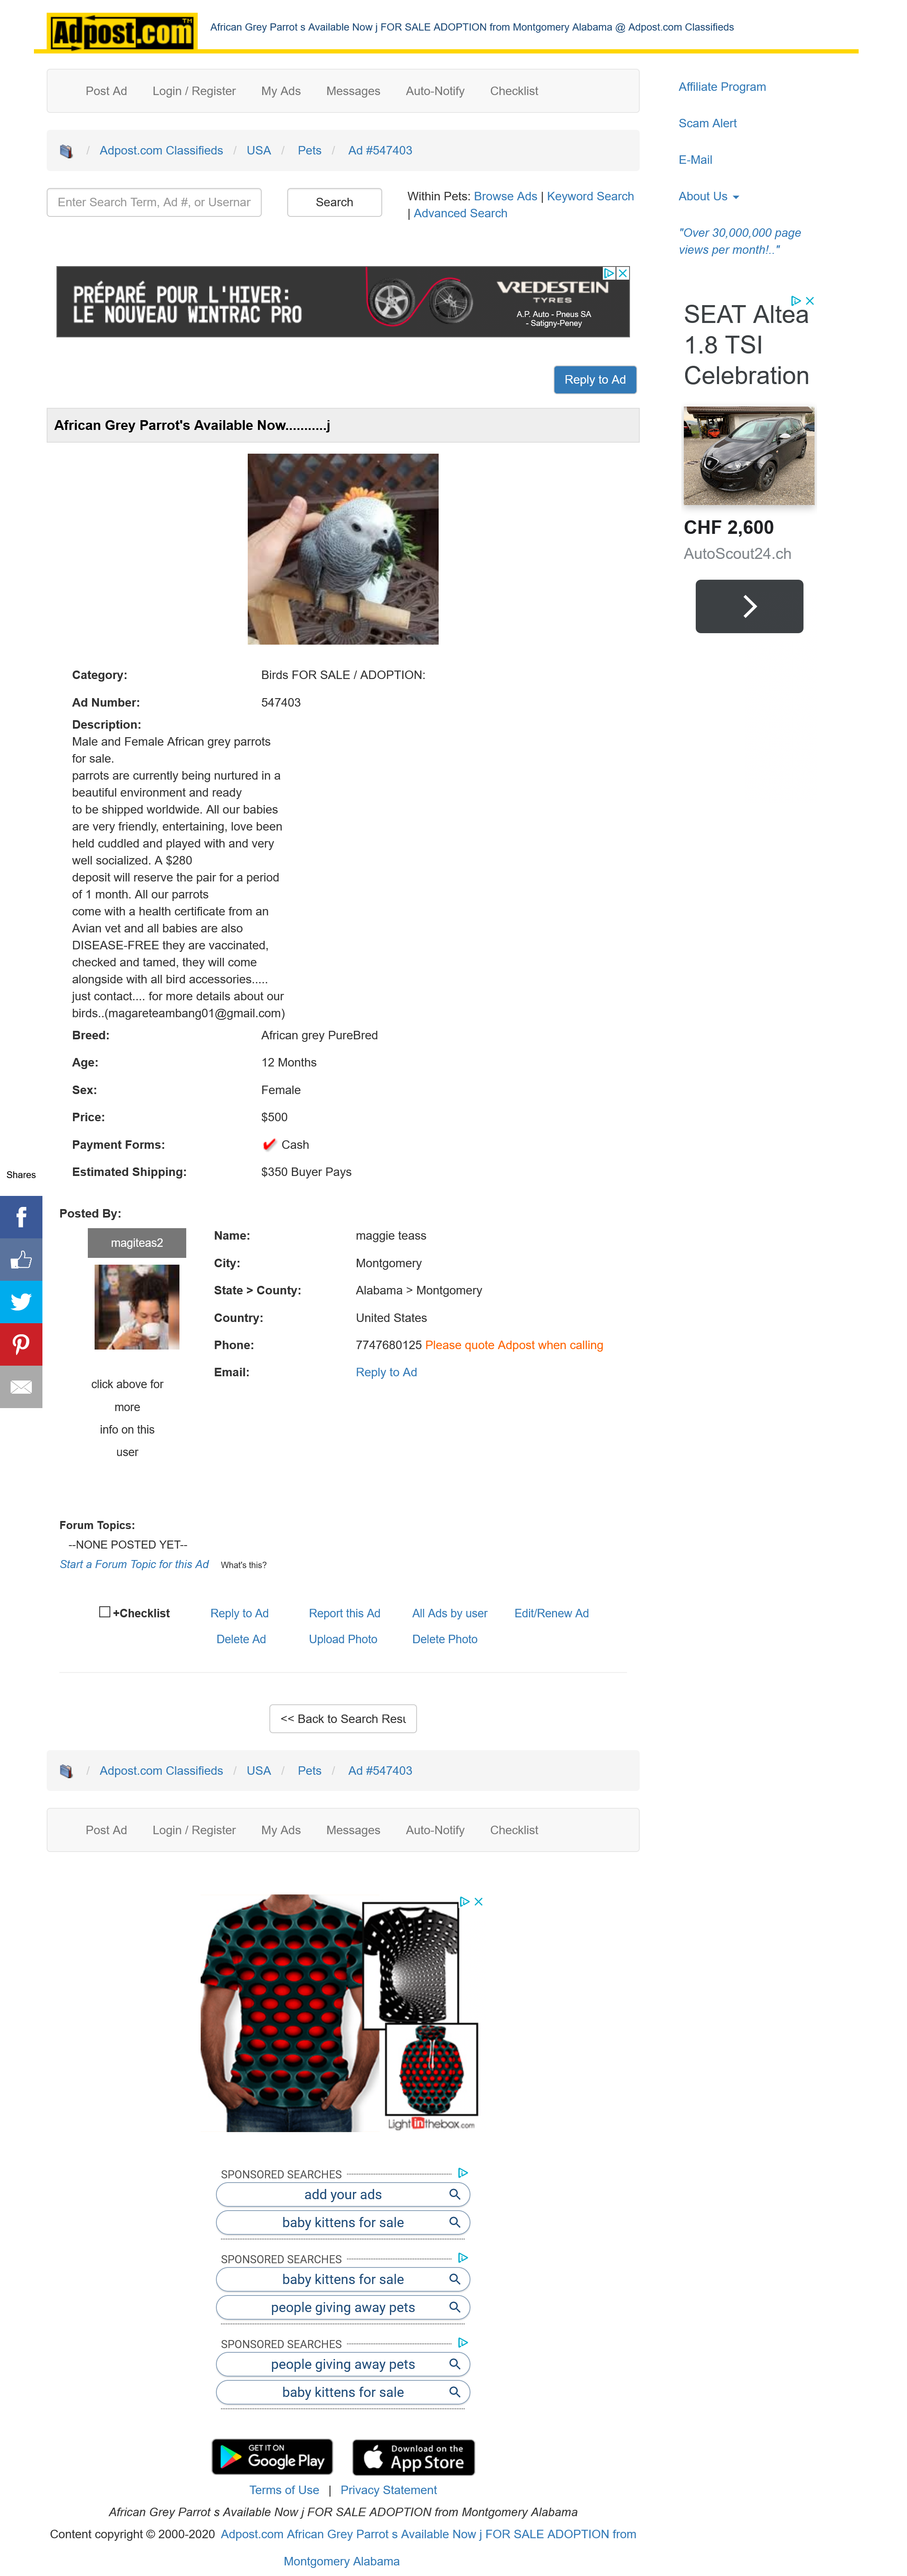 Adpost.com™
African Grey Parrot s Available Now j FOR SALE ADOPTION from Montgomery Alabama @ Adpost.com Classifieds
Post Ad Login / Register My Ads Messages Auto-Notify Checklist
/ Adpost.com Classifieds / USA / Pets / Ad #547403
Enter Search Term, Ad #, or Usernar
Search
Within Pets: Browse Ads | Keyword Search
| Advanced Search
Affiliate Program
Scam Alert
E-Mail
About Us
"Over 30,000,000 page
views per month!.."
PRÉPARÉ POUR L'HIVER:
LE NOUVEAU WINTRAC PRO
VREDESTEIN
TYRES
A.P. Auto - Pneus SA
- Satigny-Peney
SEAT Altea
1.8 TSI
Celebration
CHF 2,600
AutoScout24.ch
Reply to Ad
African Grey Parrot's Available Now...........j
Category: Birds FOR SALE / ADOPTION:
Ad Number: 547403
Description:
Male and Female African grey parrots
for sale.
parrots are currently being nurtured in a
beautiful environment and ready
to be shipped worldwide. All our babies
are very friendly, entertaining, love been
held cuddled and played with and very
well socialized. A $280
deposit will reserve the pair for a period
of 1 month. All our parrots
come with a health certificate from an
Avian vet and all babies are also
DISEASE-FREE they are vaccinated,
checked and tamed, they will come
alongside with all bird accessories.....
just contact.... for more details about our
birds..(magareteambang01@gmail.com)
Breed: African grey PureBred
Age: 12 Months
Sex: Female
Price: $500
Payment Forms: Cash
Estimated Shipping: $350 Buyer Pays
Shares
Posted By:
magiteas2
click above for
more
info on this
user
Name: maggie teass
City: Montgomery
State > County: Alabama > Montgomery
Country: United States
Phone: 7747680125 Please quote Adpost when calling
Email: Reply to Ad
Forum Topics:
--NONE POSTED YET--
Start a Forum Topic for this Ad What's this?
+Checklist Reply to Ad Report this Ad All Ads by user Edit/Renew Ad
Delete Ad Upload Photo Delete Photo
<< Back to Search Resu
/ Adpost.com Classifieds / USA / Pets / Ad #547403
Post Ad Login / Register My Ads Messages Auto-Notify Checklist
Light in thebox.com
SPONSORED SEARCHES
add your ads
baby kittens for sale
SPONSORED SEARCHES
baby kittens for sale
people giving away pets
SPONSORED SEARCHES
people giving away pets
baby kittens for sale
GET IT ON
Google Play
Download on the
App Store
Terms of Use | Privacy Statement
African Grey Parrot s Available Now j FOR SALE ADOPTION from Montgomery Alabama
Content copyright © 2000-2020 Adpost.com African Grey Parrot s Available Now j FOR SALE ADOPTION from
Montgomery Alabama